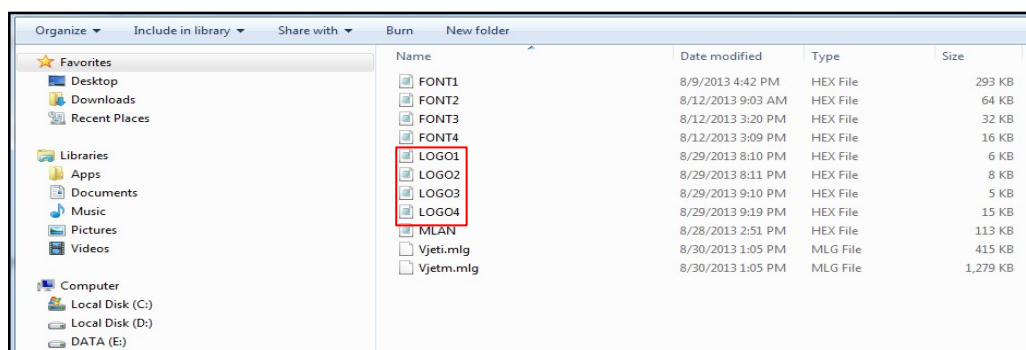 Organize Include in library Share with Burn New folder
Favorites
Desktop
Downloads
Recent Places
Libraries
Apps
Documents
Music
Pictures
Videos
Computer
Local Disk (C:)
Local Disk (D:)
DATA (E:)
Name Date modified Type Size
FONT1 8/9/2013 4:42 PM HEX File 293 KB
FONT2 8/12/2013 9:03 AM HEX File 64 KB
FONT3 8/12/2013 3:20 PM HEX File 32 KB
FONT4 8/12/2013 3:09 PM HEX File 16 KB
LOGO1 8/29/2013 8:10 PM HEX File 6 KB
LOGO2 8/29/2013 8:11 PM HEX File 8 KB
LOGO3 8/29/2013 9:10 PM HEX File 5 KB
LOGO4 8/29/2013 9:19 PM HEX File 15 KB
MLAN 8/28/2013 2:51 PM HEX File 113 KB
Vjeti.mlg 8/30/2013 1:05 PM MLG File 415 KB
Vjetm.mlg 8/30/2013 1:05 PM MLG File 1,279 KB